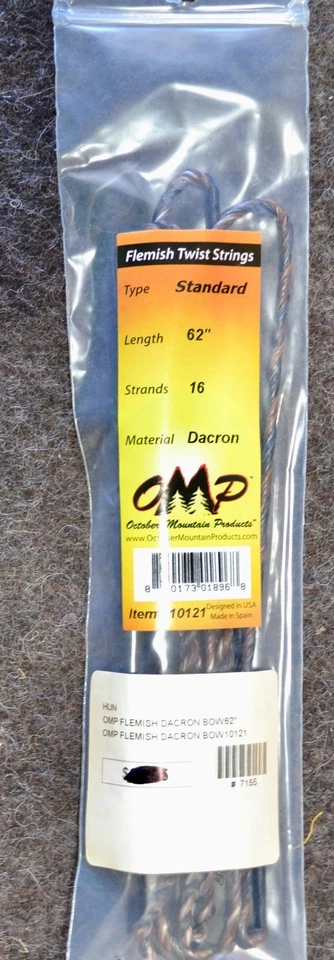 Flemish Twist Strings
Type Standard
Length 62"
Strands 16
Material Dacron
OMP
October Mountain Products™
www.OctoberMountainProducts.com
8 0173 01896 8
Item# 10121 Designed in USA
Made in Spain
HUN
OMP FLEMISH DACRON BOW62"
OMP FLEMISH DACRON BOW10121
# 7155